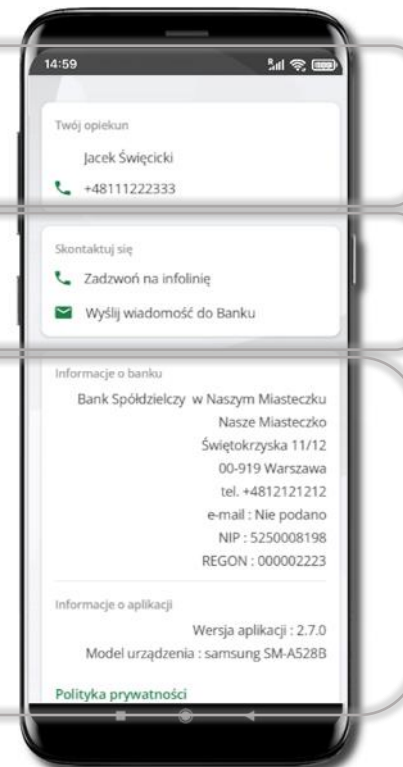 14:59
Twój opiekun
Jacek Święcicki
+48111222333
Skontaktuj się
Zadzwoń na infolinię
Wyślij wiadomość do Banku
Informacje o banku
Bank Spółdzielczy w Naszym Miasteczku
Nasze Miasteczko
Świętokrzyska 11/12
00-919 Warszawa
tel. +4812121212
e-mail : Nie podano
NIP : 5250008198
REGON : 000002223
Informacje o aplikacji
Wersja aplikacji : 2.7.0
Model urządzenia : samsung SM-A528B
Polityka prywatności